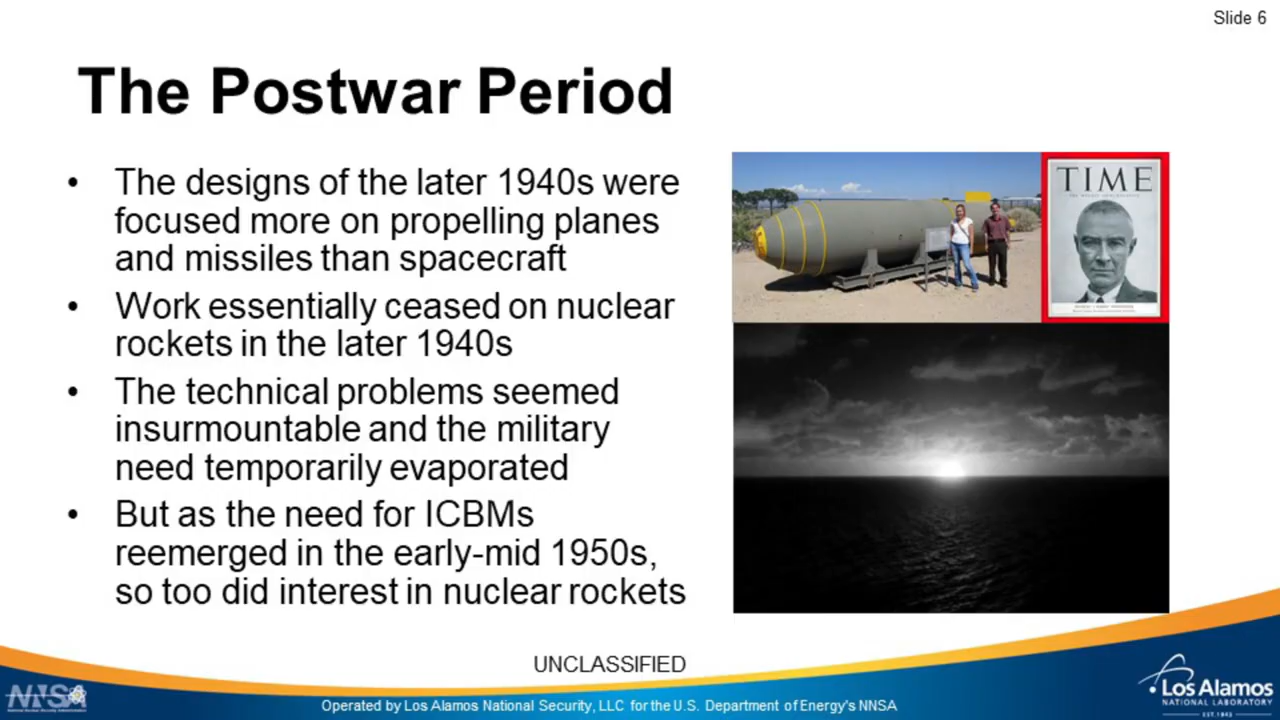 Slide 6
The Postwar Period
• The designs of the later 1940s were
focused more on propelling planes
and missiles than spacecraft
• Work essentially ceased on nuclear
rockets in the later 1940s
• The technical problems seemed
insurmountable and the military
need temporarily evaporated
• But as the need for ICBMs
reemerged in the early-mid 1950s,
so too did interest in nuclear rockets
TIME
UNCLASSIFIED
NNSA
Operated by Los Alamos National Security, LLC for the U.S. Department of Energy's NNSA
Los Alamos
NATIONAL LABORATORY
EST. 1943